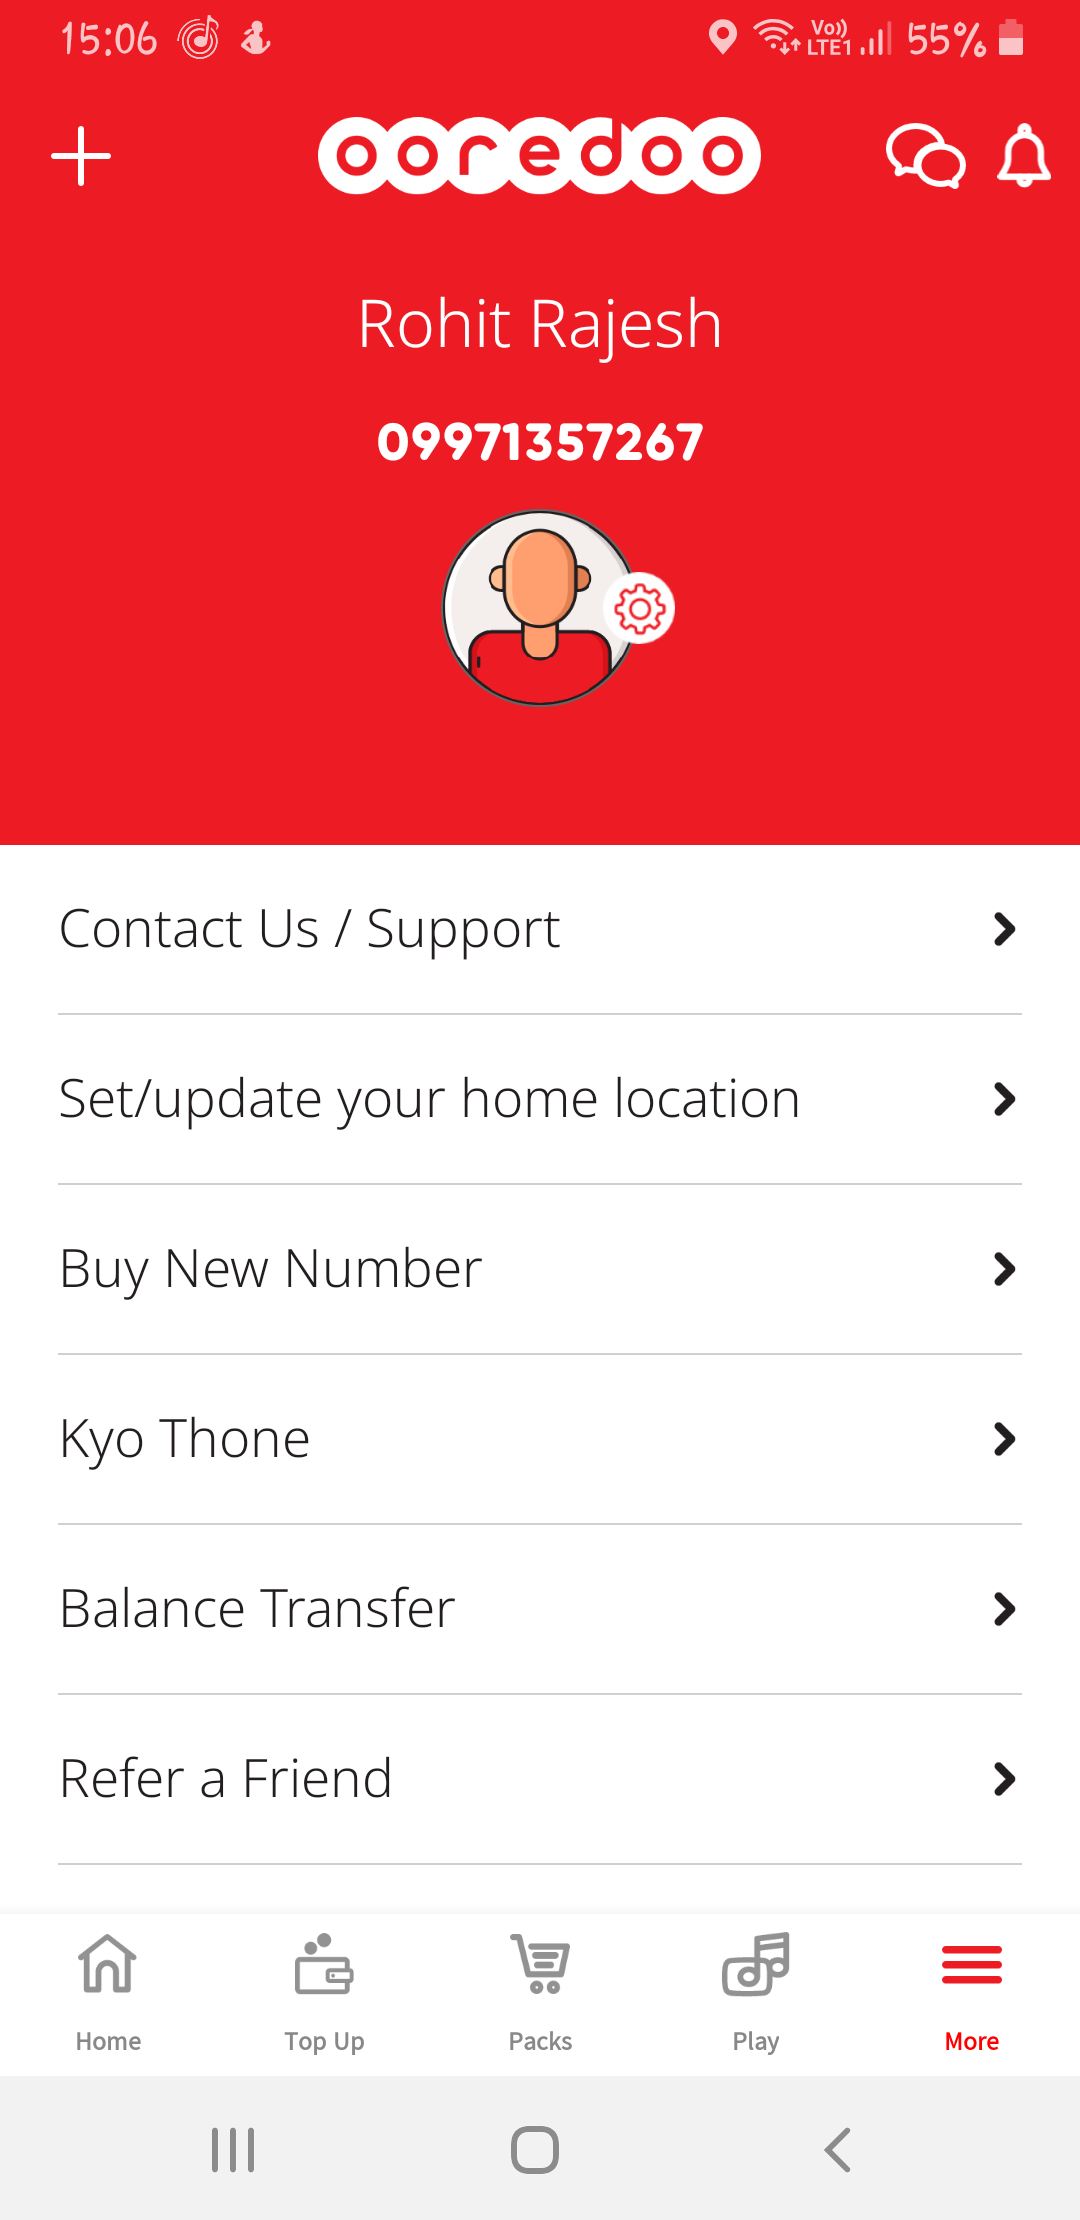 15:06 Vo)) LTE1 55%
ooredoo
Rohit Rajesh
09971357267
Contact Us / Support
Set/update your home location
Buy New Number
Kyo Thone
Balance Transfer
Refer a Friend
Home Top Up Packs Play More